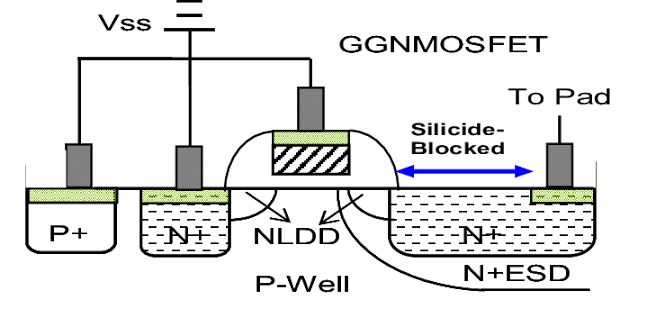 Vss
GGNMOSFET
To Pad
Silicide-
Blocked
P+
N+
NLDD
N+
N+ESD
P-Well